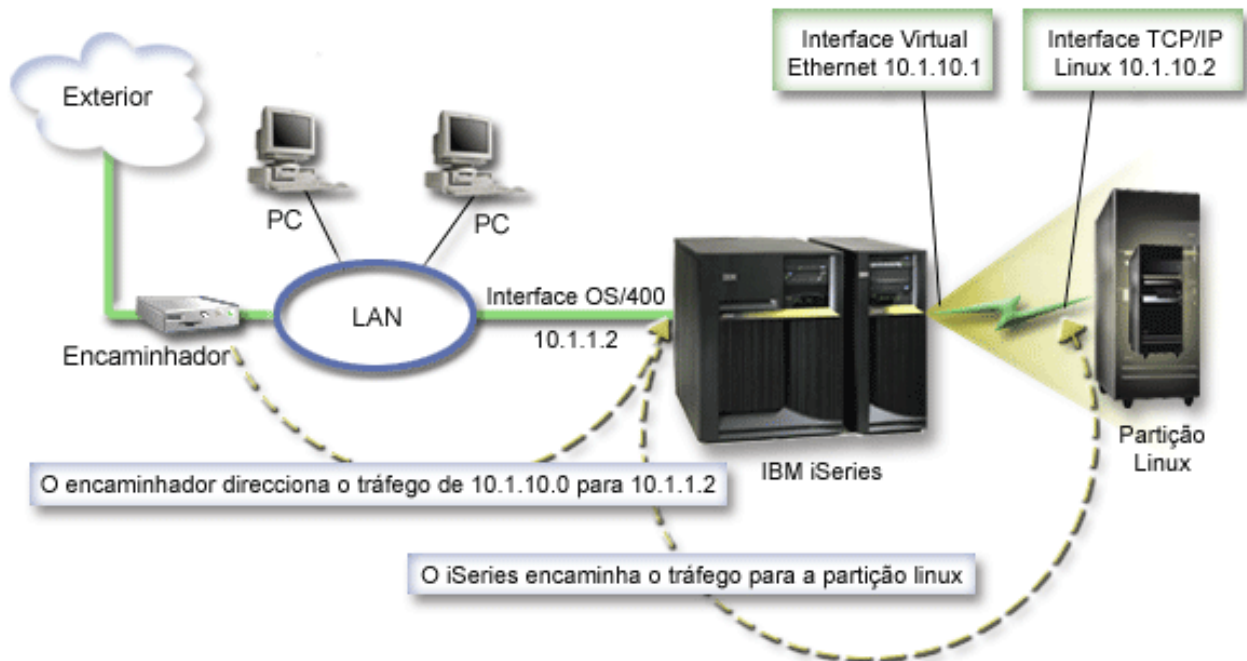 Interface Virtual
Ethernet 10.1.10.1
Interface TCP/IP
Linux 10.1.10.2
Exterior
PC
PC
LAN
Interface OS/400
10.1.1.2
Encaminhador
IBM iSeries
Partição
Linux
O encaminhador direcciona o tráfego de 10.1.10.0 para 10.1.1.2
O iSeries encaminha o tráfego para a partição linux